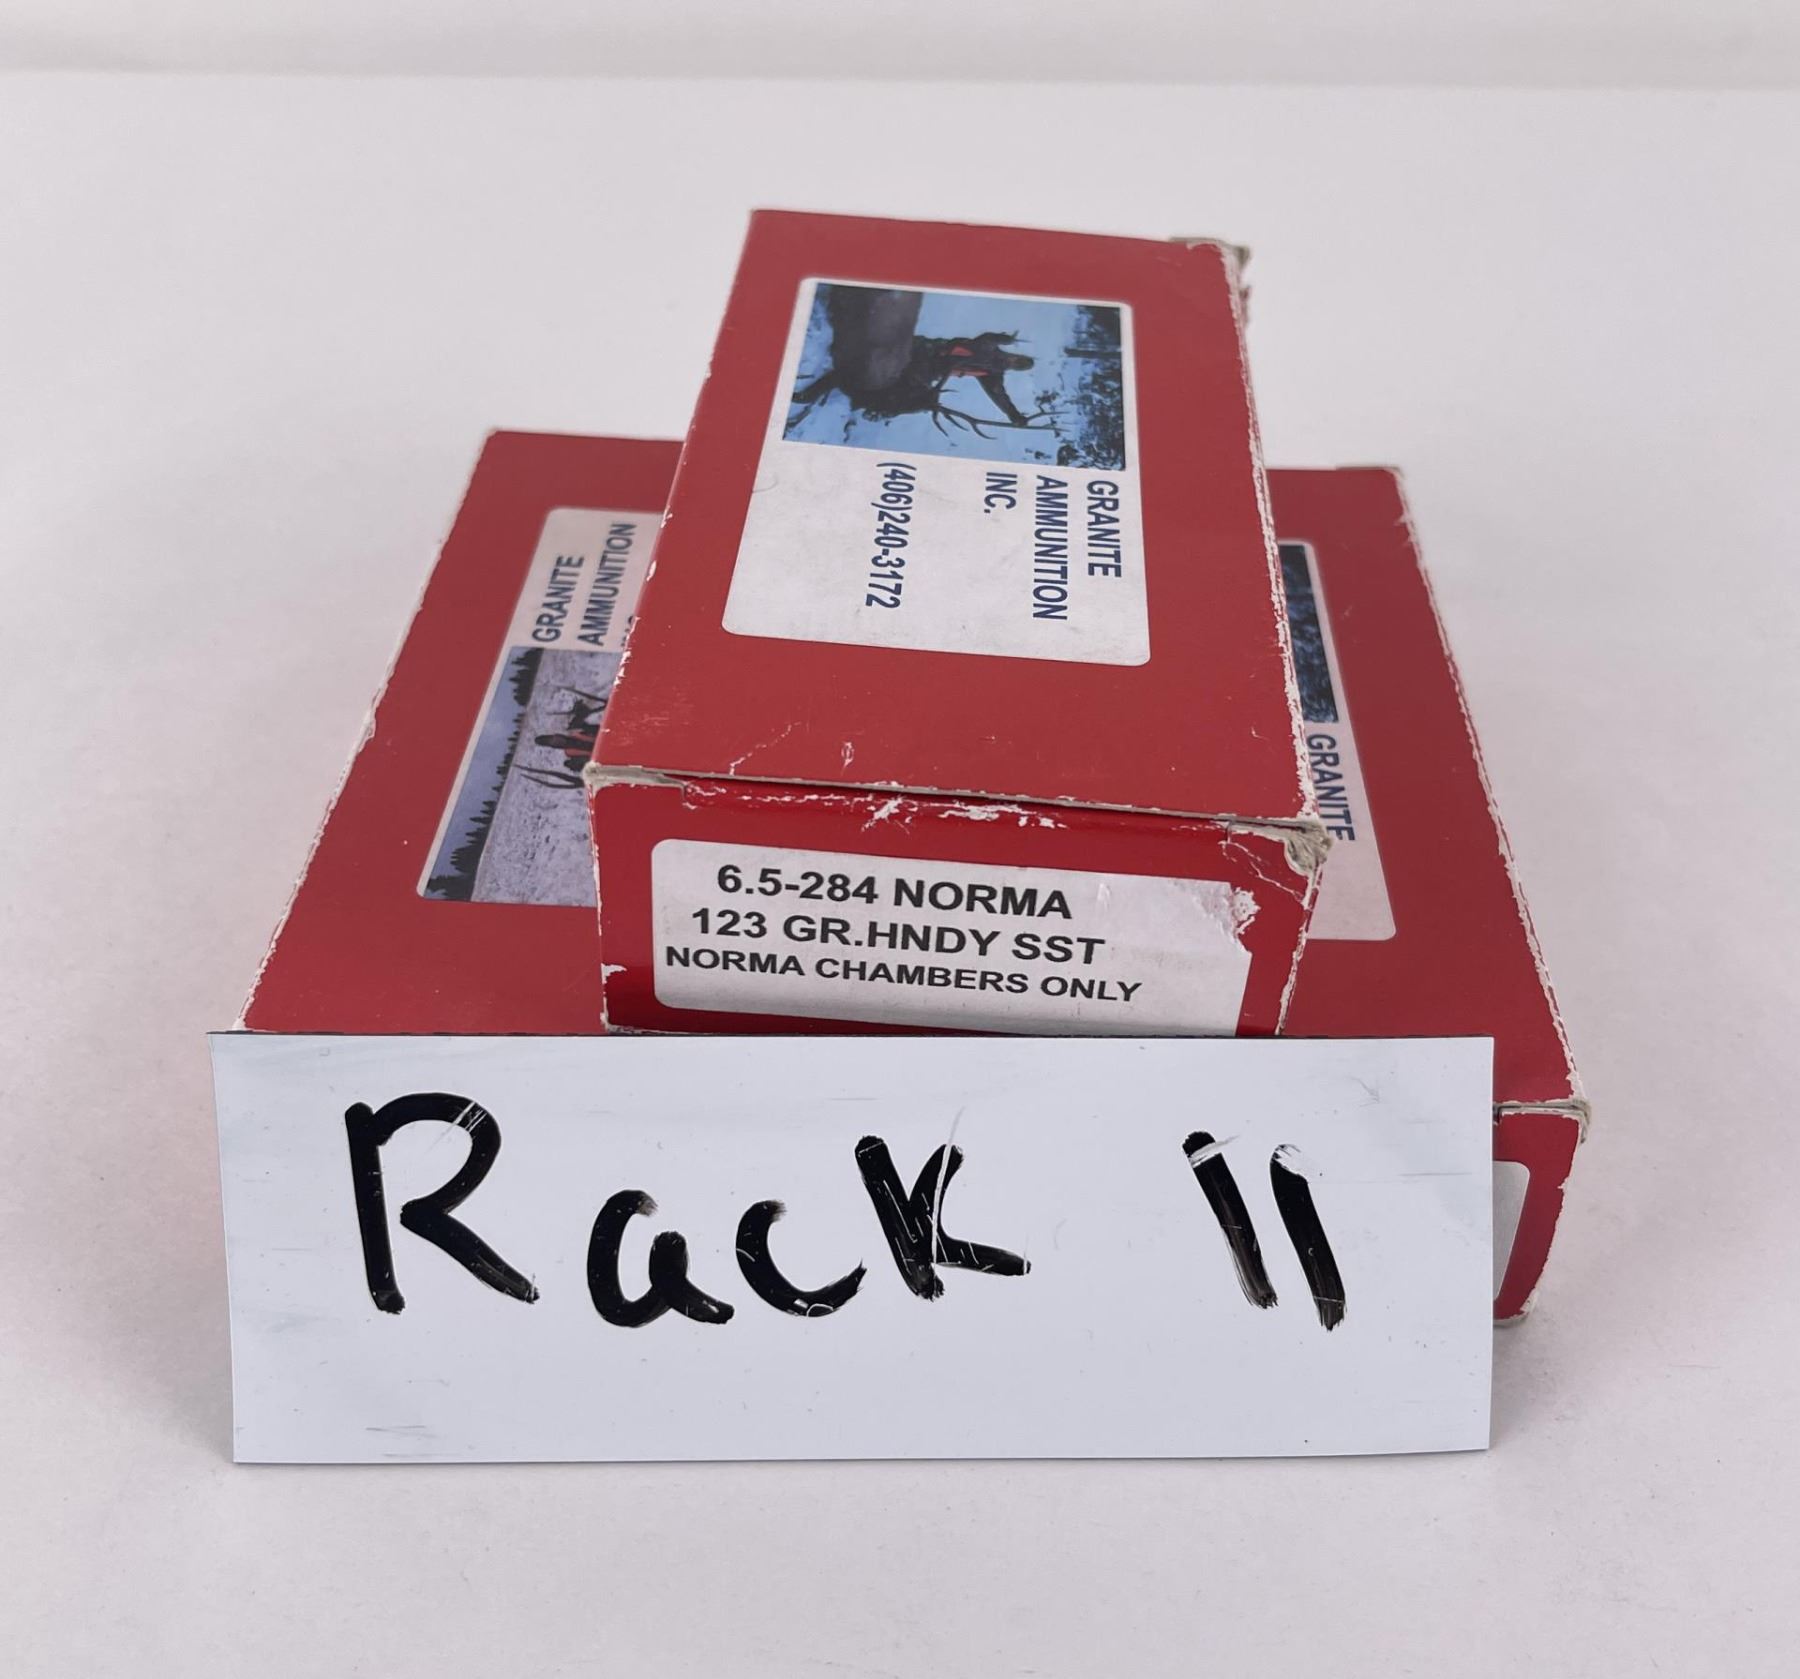 GRANITE
AMMUNITION
INC.
(406)240-3172
GRANITE
AMMUNITION
GRANITE
6.5-284 NORMA
123 GR.HNDY SST
NORMA CHAMBERS ONLY
Rack 11